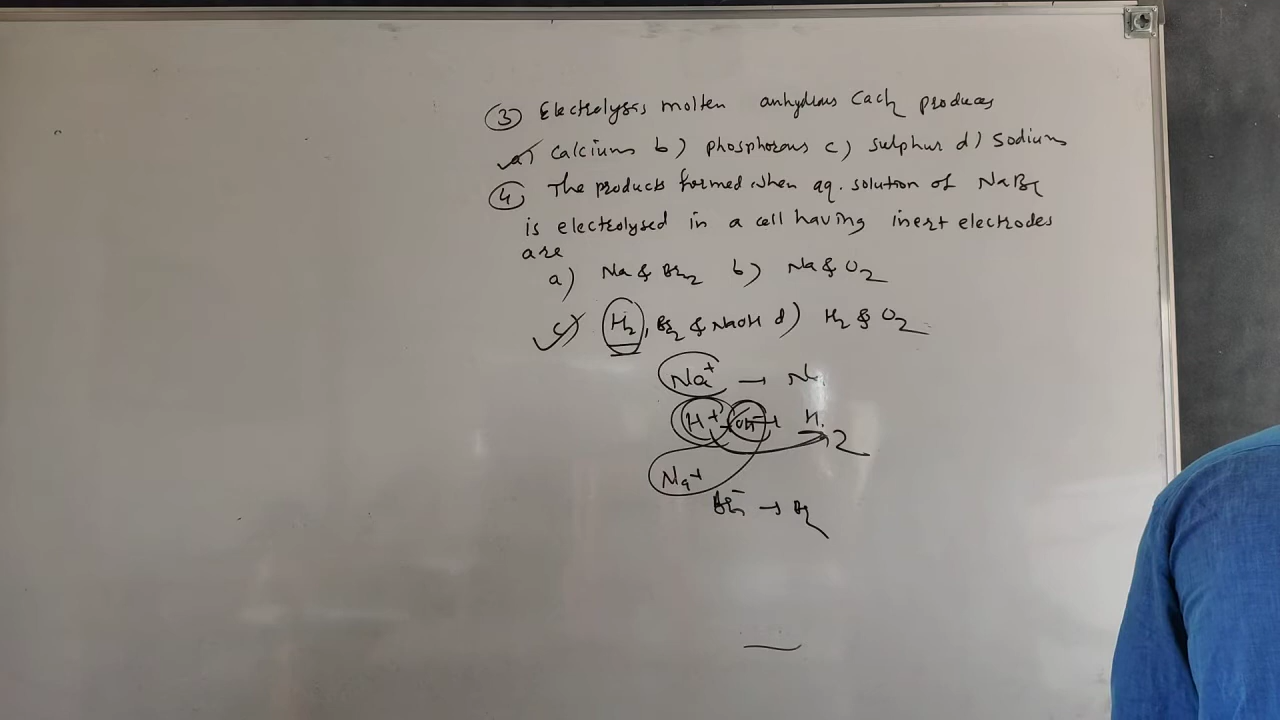 ③ Electrolysis molten anhydrous CaCl₂ produces
a) Calcium b) phosphorous c) sulphur d) Sodium
④ The products formed when aq. solution of NaBr
is electrolysed in a cell having inert electrodes
are
a) Na & Br₂ b) Na & O₂
c) H₂, Br₂ & NaOH d) H₂ & O₂
Na⁺ →
H⁺ OH⁻ → H₂
Na⁺
Br⁻ → Br₂